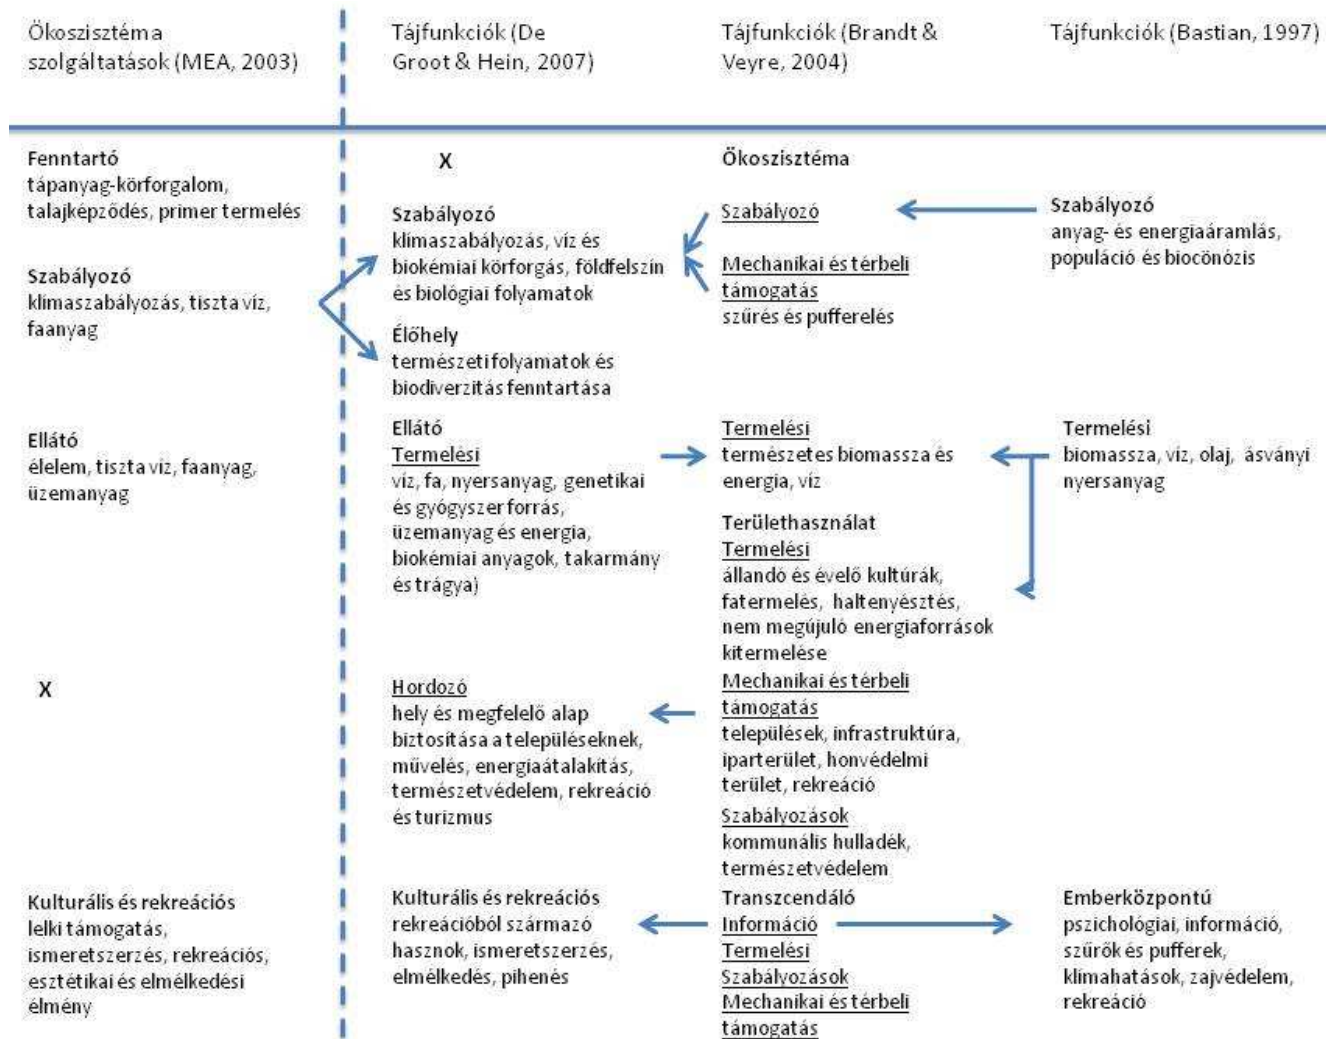 Ökoszisztéma
szolgáltatások (MEA, 2003)
Tájfunkciók (De
Groot & Hein, 2007)
Tájfunkciók (Brandt &
Veyre, 2004)
Tájfunkciók (Bastian, 1997)
Fenntartó
tápanyag-körforgalom,
talajképződés, primer termelés
Szabályozó
klímaszabályozás, tiszta víz,
faanyag
Ellátó
élelem, tiszta víz, faanyag,
üzemanyag
X
Kulturális és rekreációs
lelki támogatás,
ismeretszerzés, rekreációs,
esztétikai és elmélkedési
élmény
X
Szabályozó
klímaszabályozás, víz és
biokémiai körforgás, földfelszín
és biológiai folyamatok
Élőhely
természeti folyamatok és
biodiverzitás fenntartása
Ellátó
Termelési
víz, fa, nyersanyag, genetikai
és gyógyszerforrás,
üzemanyag és energia,
biokémiai anyagok, takarmány
és trágya)
Hordozó
hely és megfelelő alap
biztosítása a településeknek,
művelés, energiaátalakítás,
természetvédelem, rekreáció
és turizmus
Kulturális és rekreációs
rekreációból származó
hasznok, ismeretszerzés,
elmélkedés, pihenés
Ökoszisztéma
Szabályozó
Mechanikai és térbeli
támogatás
szűrés és pufferelés
Termelési
természetes biomassza és
energia, víz
Területhasználat
Termelési
állandó és évelő kultúrák,
fatermelés, haltenyésztés,
nem megújuló energiaforrások
kitermelése
Mechanikai és térbeli
támogatás
települések, infrastruktúra,
iparterület, honvédelmi
terület, rekreáció
Szabályozások
kommunális hulladék,
természetvédelem
Transzcendáló
Információ
Termelési
Szabályozások
Mechanikai és térbeli
támogatás
Szabályozó
anyag- és energiaáramlás,
populáció és biocönózis
Termelési
biomassza, víz, olaj, ásványi
nyersanyag
Emberközpontú
pszichológiai, információ,
szűrők és pufferek,
klímahatások, zajvédelem,
rekreáció